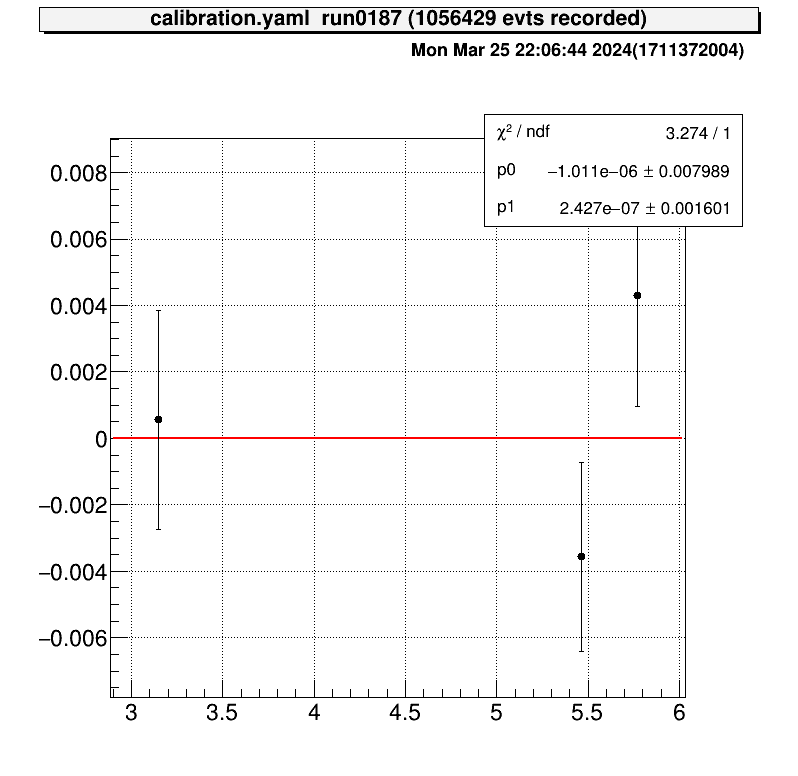 calibration.yaml run0187 (1056429 evts recorded)
Mon Mar 25 22:06:44 2024(1711372004)
χ² / ndf 3.274 / 1
p0 −1.011e−06 ± 0.007989
p1 2.427e−07 ± 0.001601
0.008
0.006
0.004
0.002
0
−0.002
−0.004
−0.006
3 3.5 4 4.5 5 5.5 6